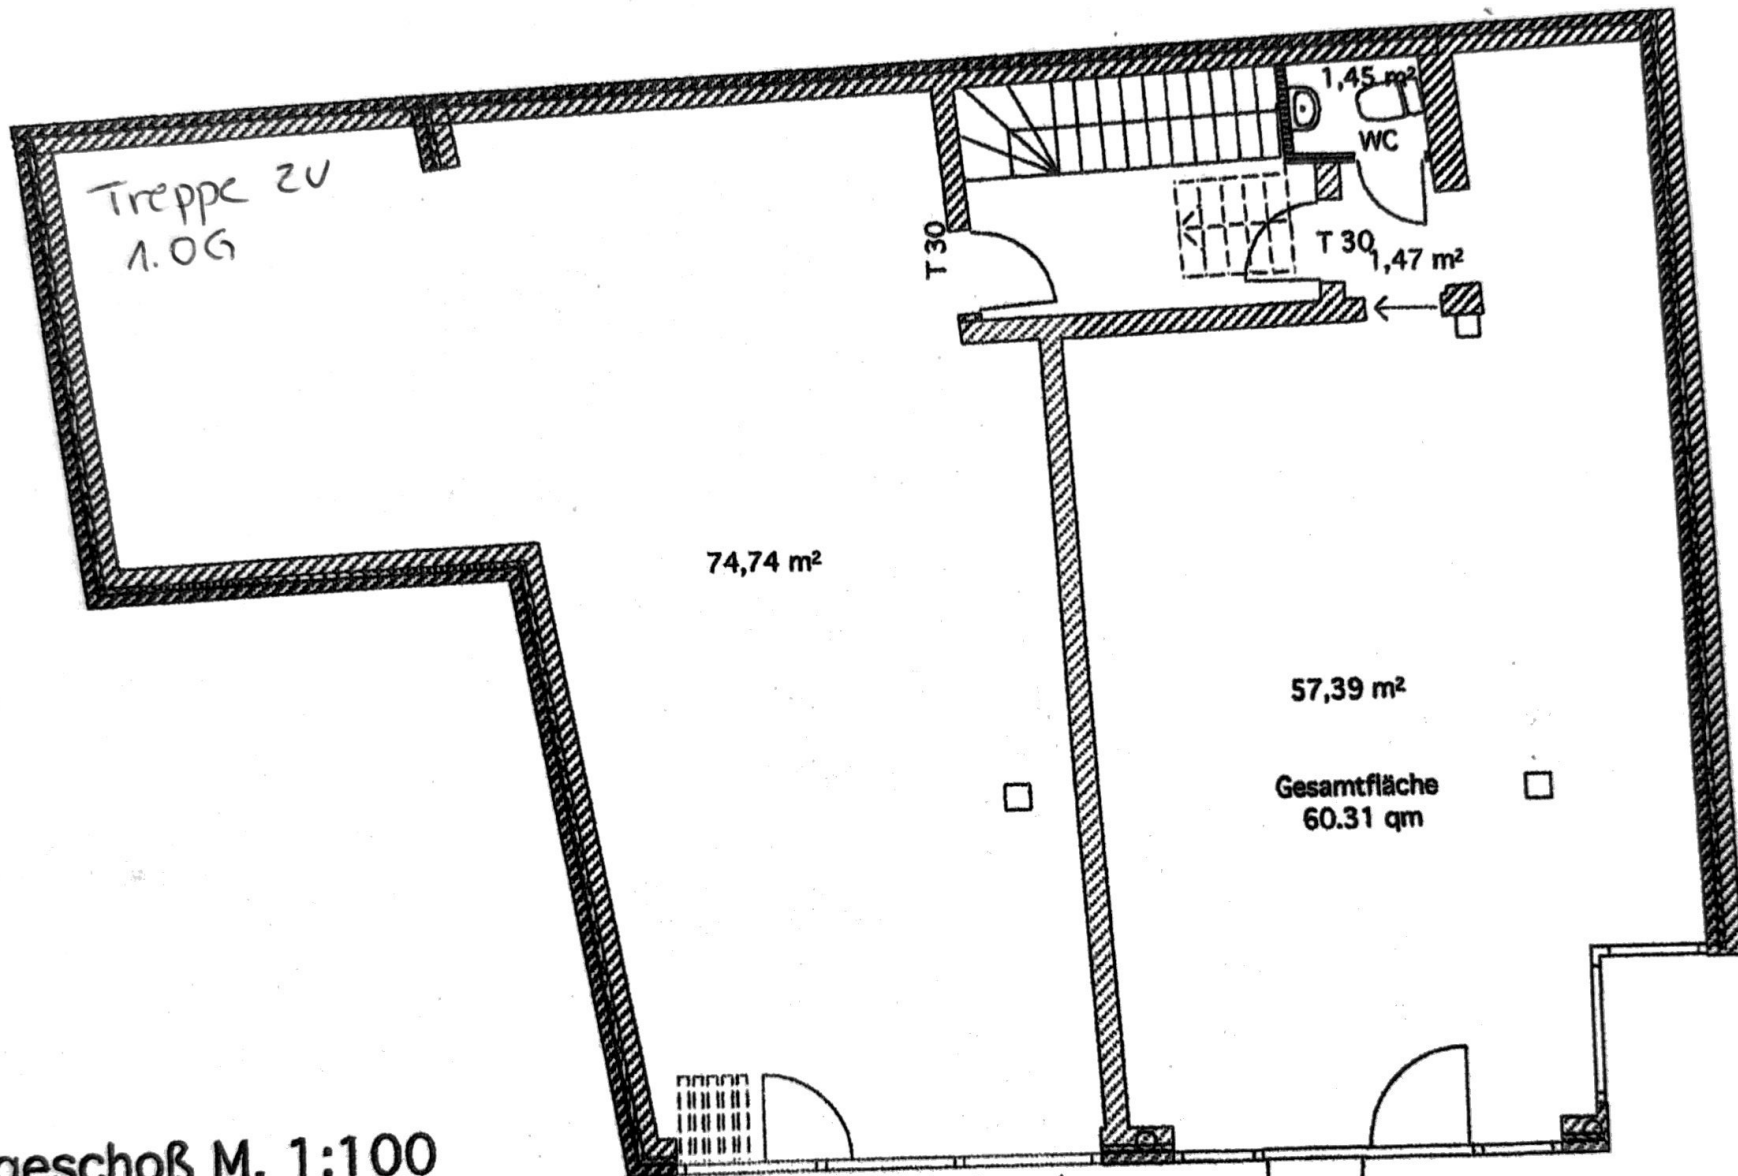 1,45 m²
WC
Treppe zu
1.OG
T 30
T 30
1,47 m²
74,74 m²
57,39 m²
Gesamtfläche
60.31 qm
geschoß M. 1:100